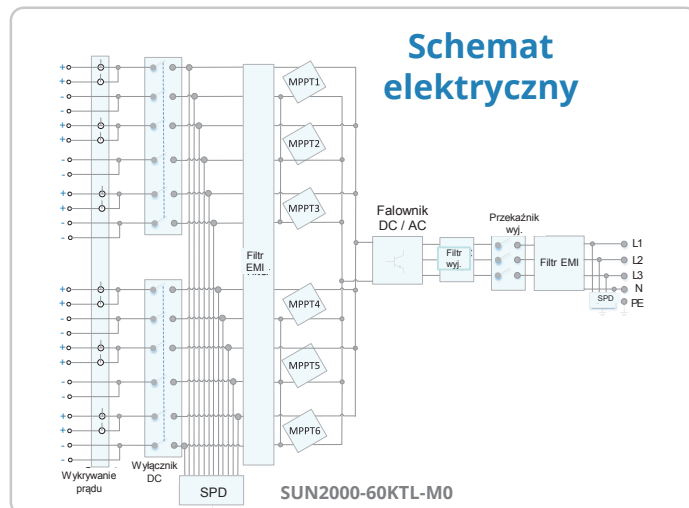 Schemat
elektryczny
MPPT1
MPPT2
MPPT3
MPPT4
MPPT5
MPPT6
Filtr
EMI
Falownik
DC / AC
Filtr
wyj.
Przekaźnik
wyj.
Filtr EMI
L1
L2
L3
N
PE
SPD
Wykrywanie
prądu
Wyłącznik
DC
SPD
SUN2000-60KTL-M0